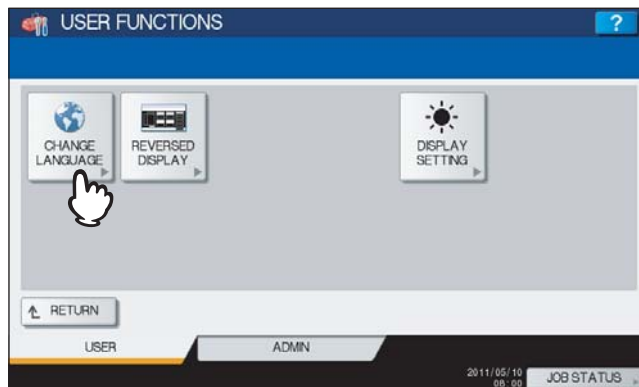 USER FUNCTIONS
?
CHANGE
LANGUAGE
REVERSED
DISPLAY
DISPLAY
SETTING
RETURN
USER
ADMIN
2011/05/10
08:00
JOB STATUS